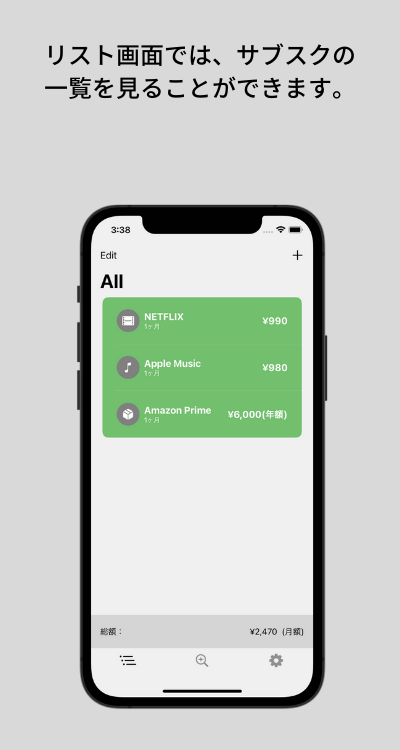 リスト画面では、サブスクの
一覧を見ることができます。
3:38
Edit
All
NETFLIX
¥990
1ヶ月
Apple Music
¥980
1ヶ月
Amazon Prime
¥6,000(年額)
1ヶ月
総額：
¥2,470 (月額)